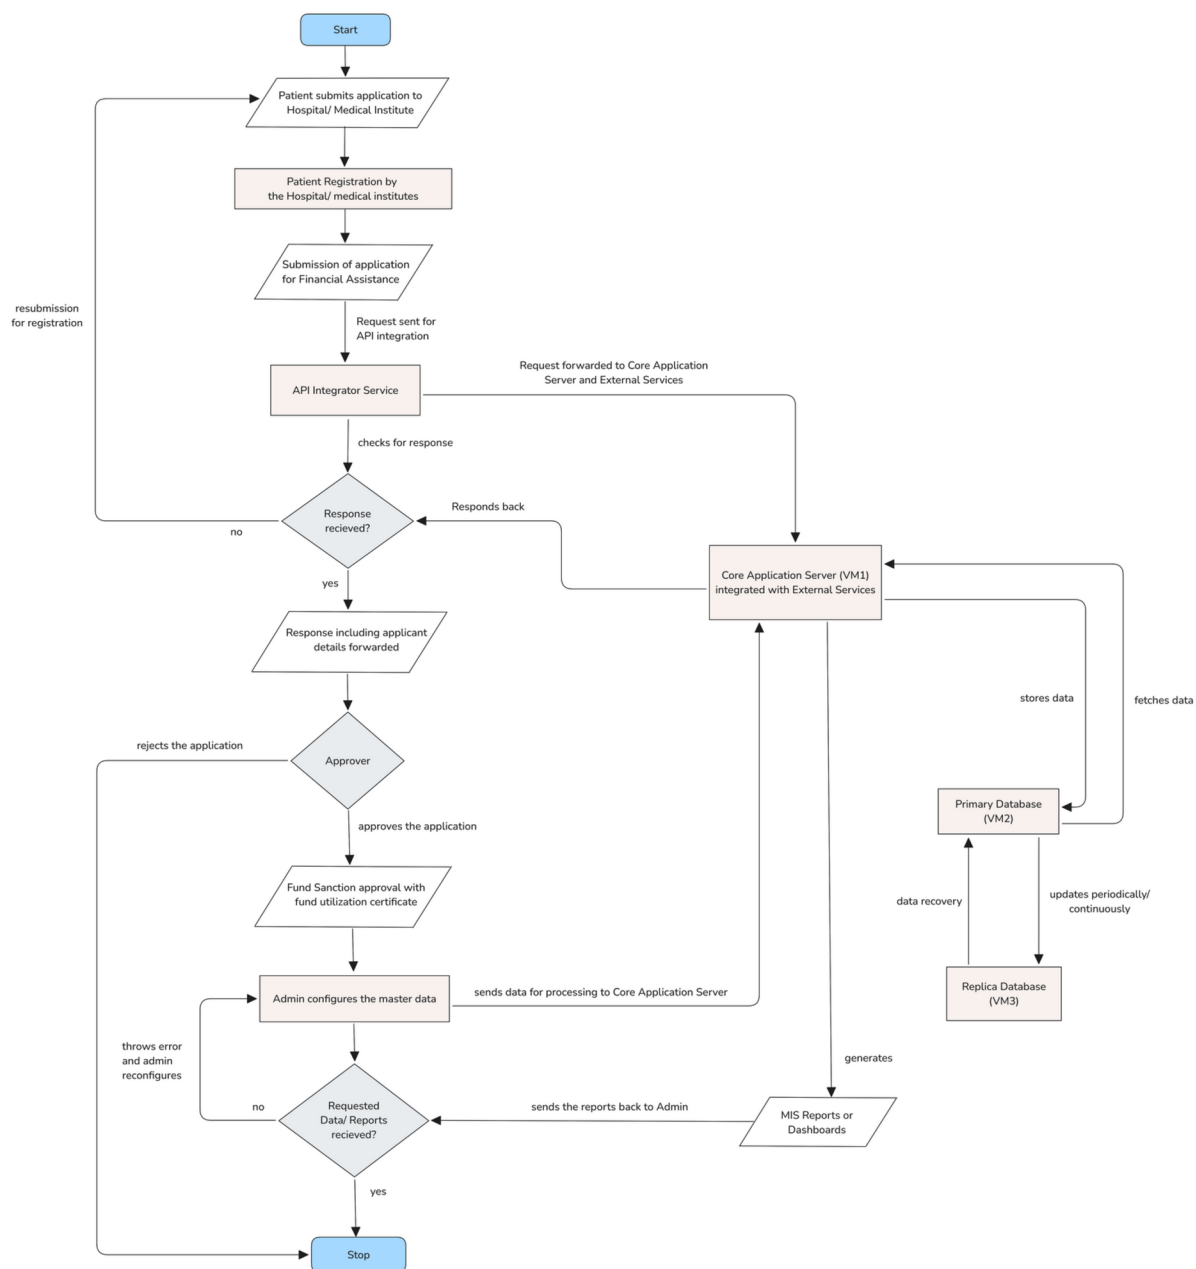 Start
Patient submits application to
Hospital/ Medical Institute
Patient Registration by
the Hospital/ medical institutes
Submission of application
for Financial Assistance
resubmission
for registration
Request sent for
API integration
Request forwarded to Core Application
Server and External Services
API Integrator Service
checks for response
Responds back
Response
recieved?
no
yes
Core Application Server (VM1)
integrated with External Services
Response including applicant
details forwarded
stores data
fetches data
rejects the application
Approver
approves the application
Primary Database
(VM2)
Fund Sanction approval with
fund utilization certificate
data recovery
updates periodically/
continuously
Admin configures the master data
sends data for processing to Core Application Server
Replica Database
(VM3)
throws error
and admin
reconfigures
generates
no
Requested
Data/ Reports
recieved?
sends the reports back to Admin
MIS Reports or
Dashboards
yes
Stop